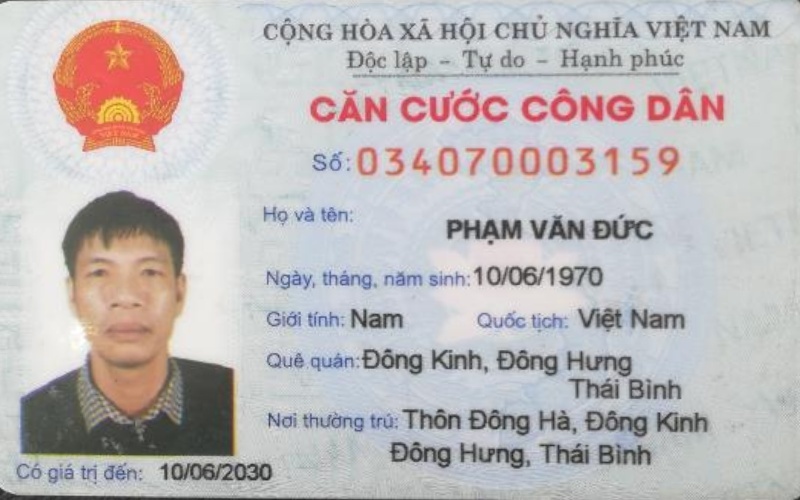 CỘNG HÒA XÃ HỘI CHỦ NGHĨA VIỆT NAM
Độc lập - Tự do - Hạnh phúc
CĂN CƯỚC CÔNG DÂN
Số: 034070003159
Họ và tên: PHẠM VĂN ĐỨC
Ngày, tháng, năm sinh: 10/06/1970
Giới tính: Nam Quốc tịch: Việt Nam
Quê quán: Đông Kinh, Đông Hưng
Thái Bình
Nơi thường trú: Thôn Đông Hà, Đông Kinh
Đông Hưng, Thái Bình
Có giá trị đến: 10/06/2030